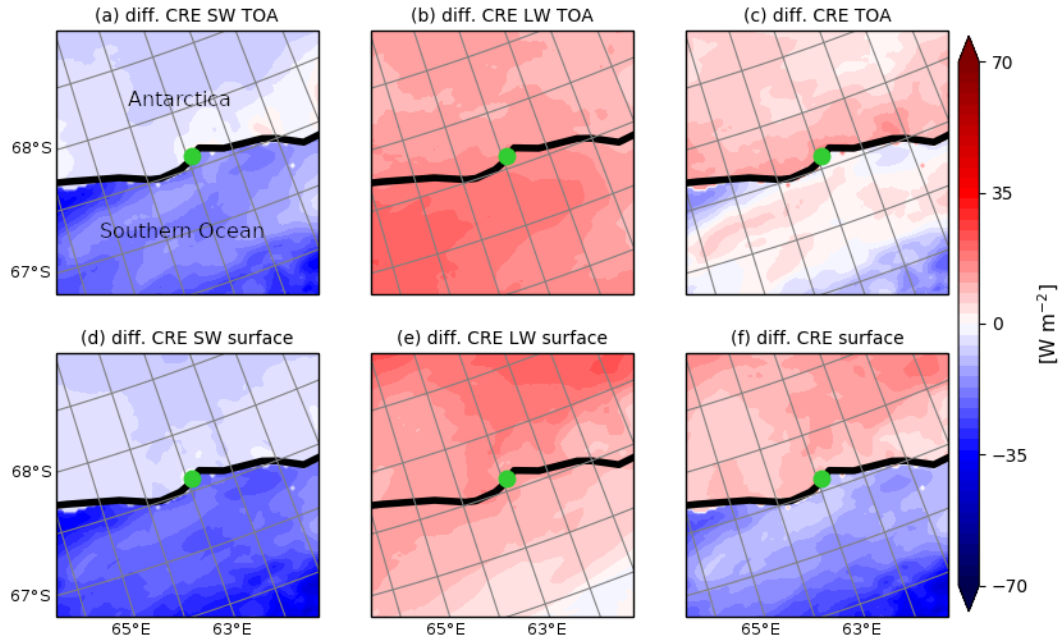 (a) diff. CRE SW TOA
(b) diff. CRE LW TOA
(c) diff. CRE TOA
Antarctica
Southern Ocean
68°S
67°S
70
35
0
−35
−70
[W m⁻²]
(d) diff. CRE SW surface
(e) diff. CRE LW surface
(f) diff. CRE surface
68°S
67°S
65°E 63°E
65°E 63°E
65°E 63°E